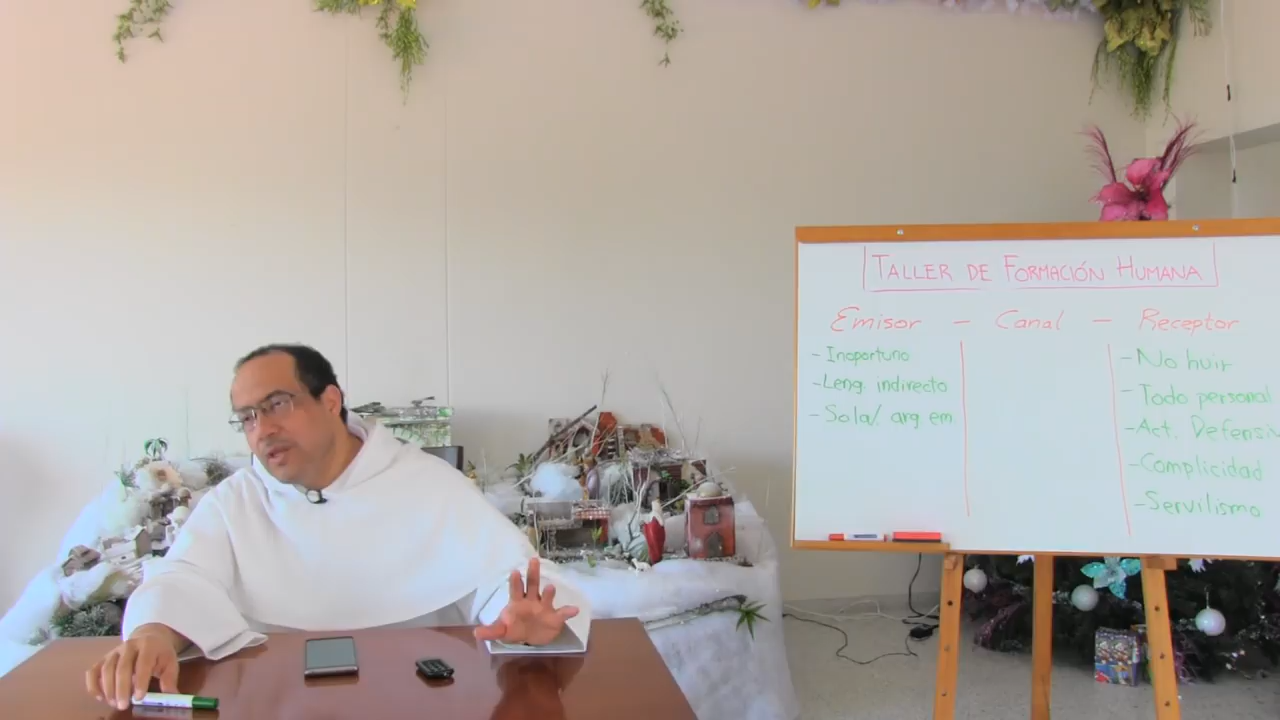 TALLER DE FORMACIÓN HUMANA
Emisor - Canal - Receptor
- Inoportuno
- Leng. indirecto
- Sola/. arg em.
- No huir
- Todo personal
- Act. Defensiv
- Complicidad
- Servilismo